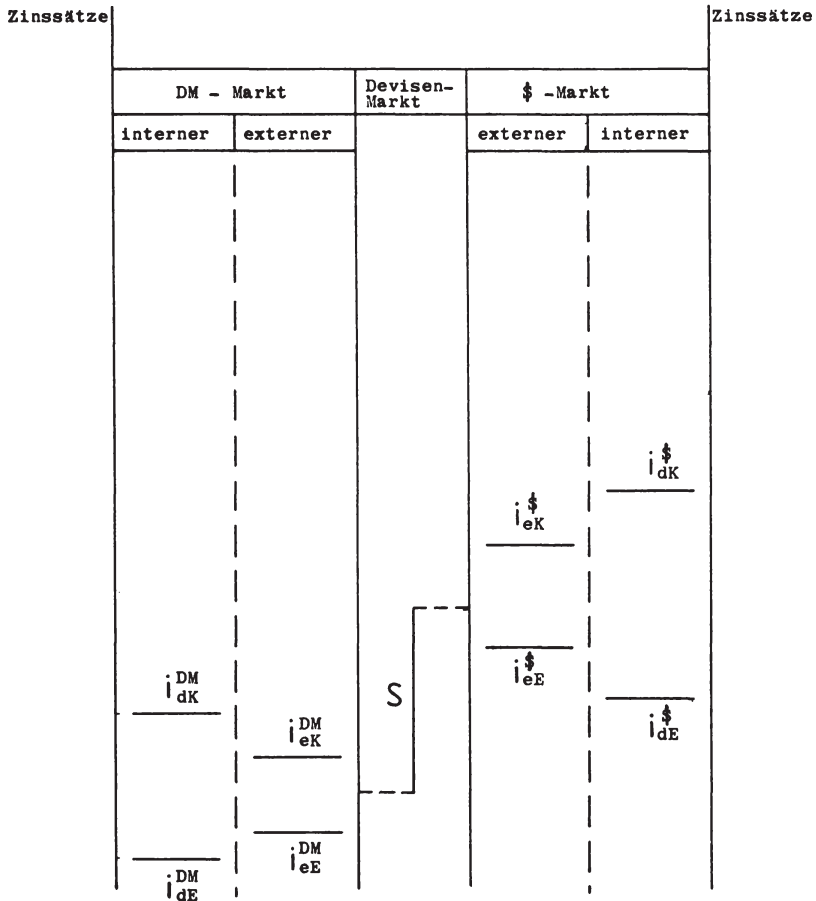 Zinssätze Zinssätze
DM - Markt Devisen- $ -Markt
Markt
interner externer externer interner
i$dK
i$eK
i$eE
iDMdK
S
i$dE
iDMeK
iDMeE
iDMdE